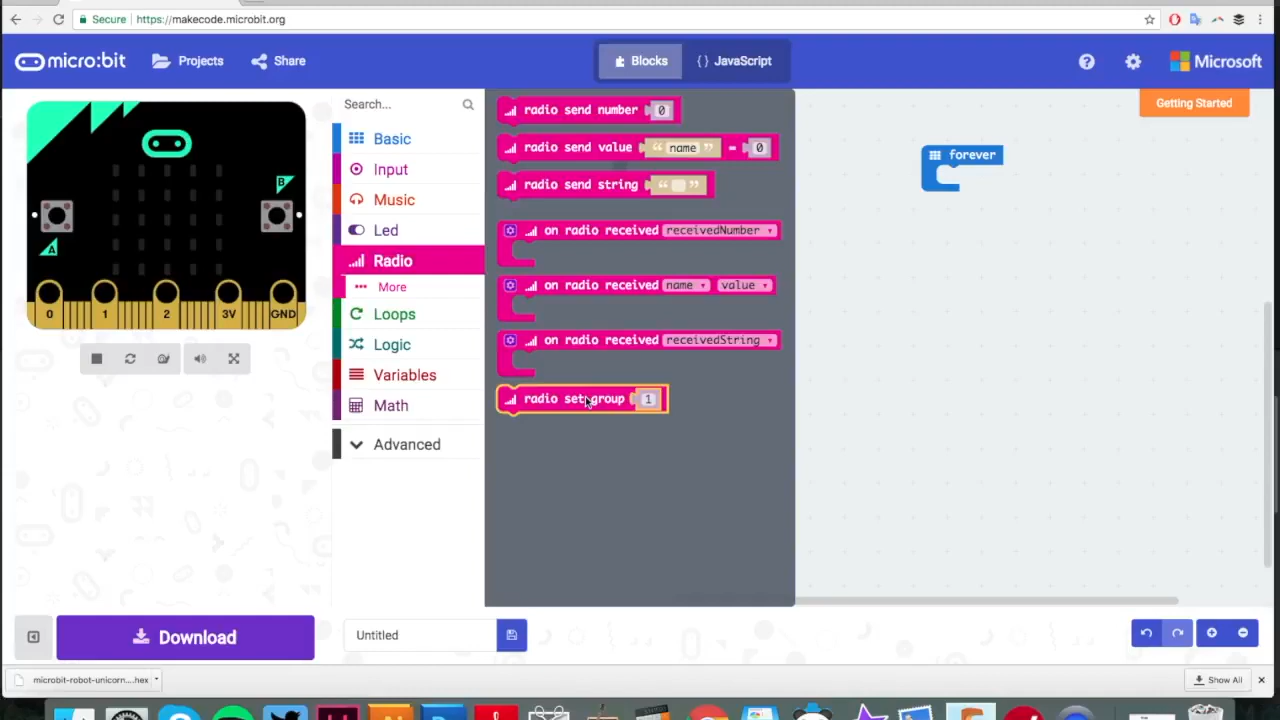 Secure
https://makecode.microbit.org
micro:bit
Projects
Share
Blocks
{ } JavaScript
?
Microsoft
Getting Started
B
A
0 1 2 3V GND
Search...
Basic
Input
Music
Led
Radio
More
Loops
Logic
Variables
Math
Advanced
radio send number 0
radio send value “ name ” = 0
radio send string “ ”
on radio received receivedNumber
on radio received name value
on radio received receivedString
radio set group 1
forever
Download
Untitled
microbit-robot-unicorn....hex
Show All